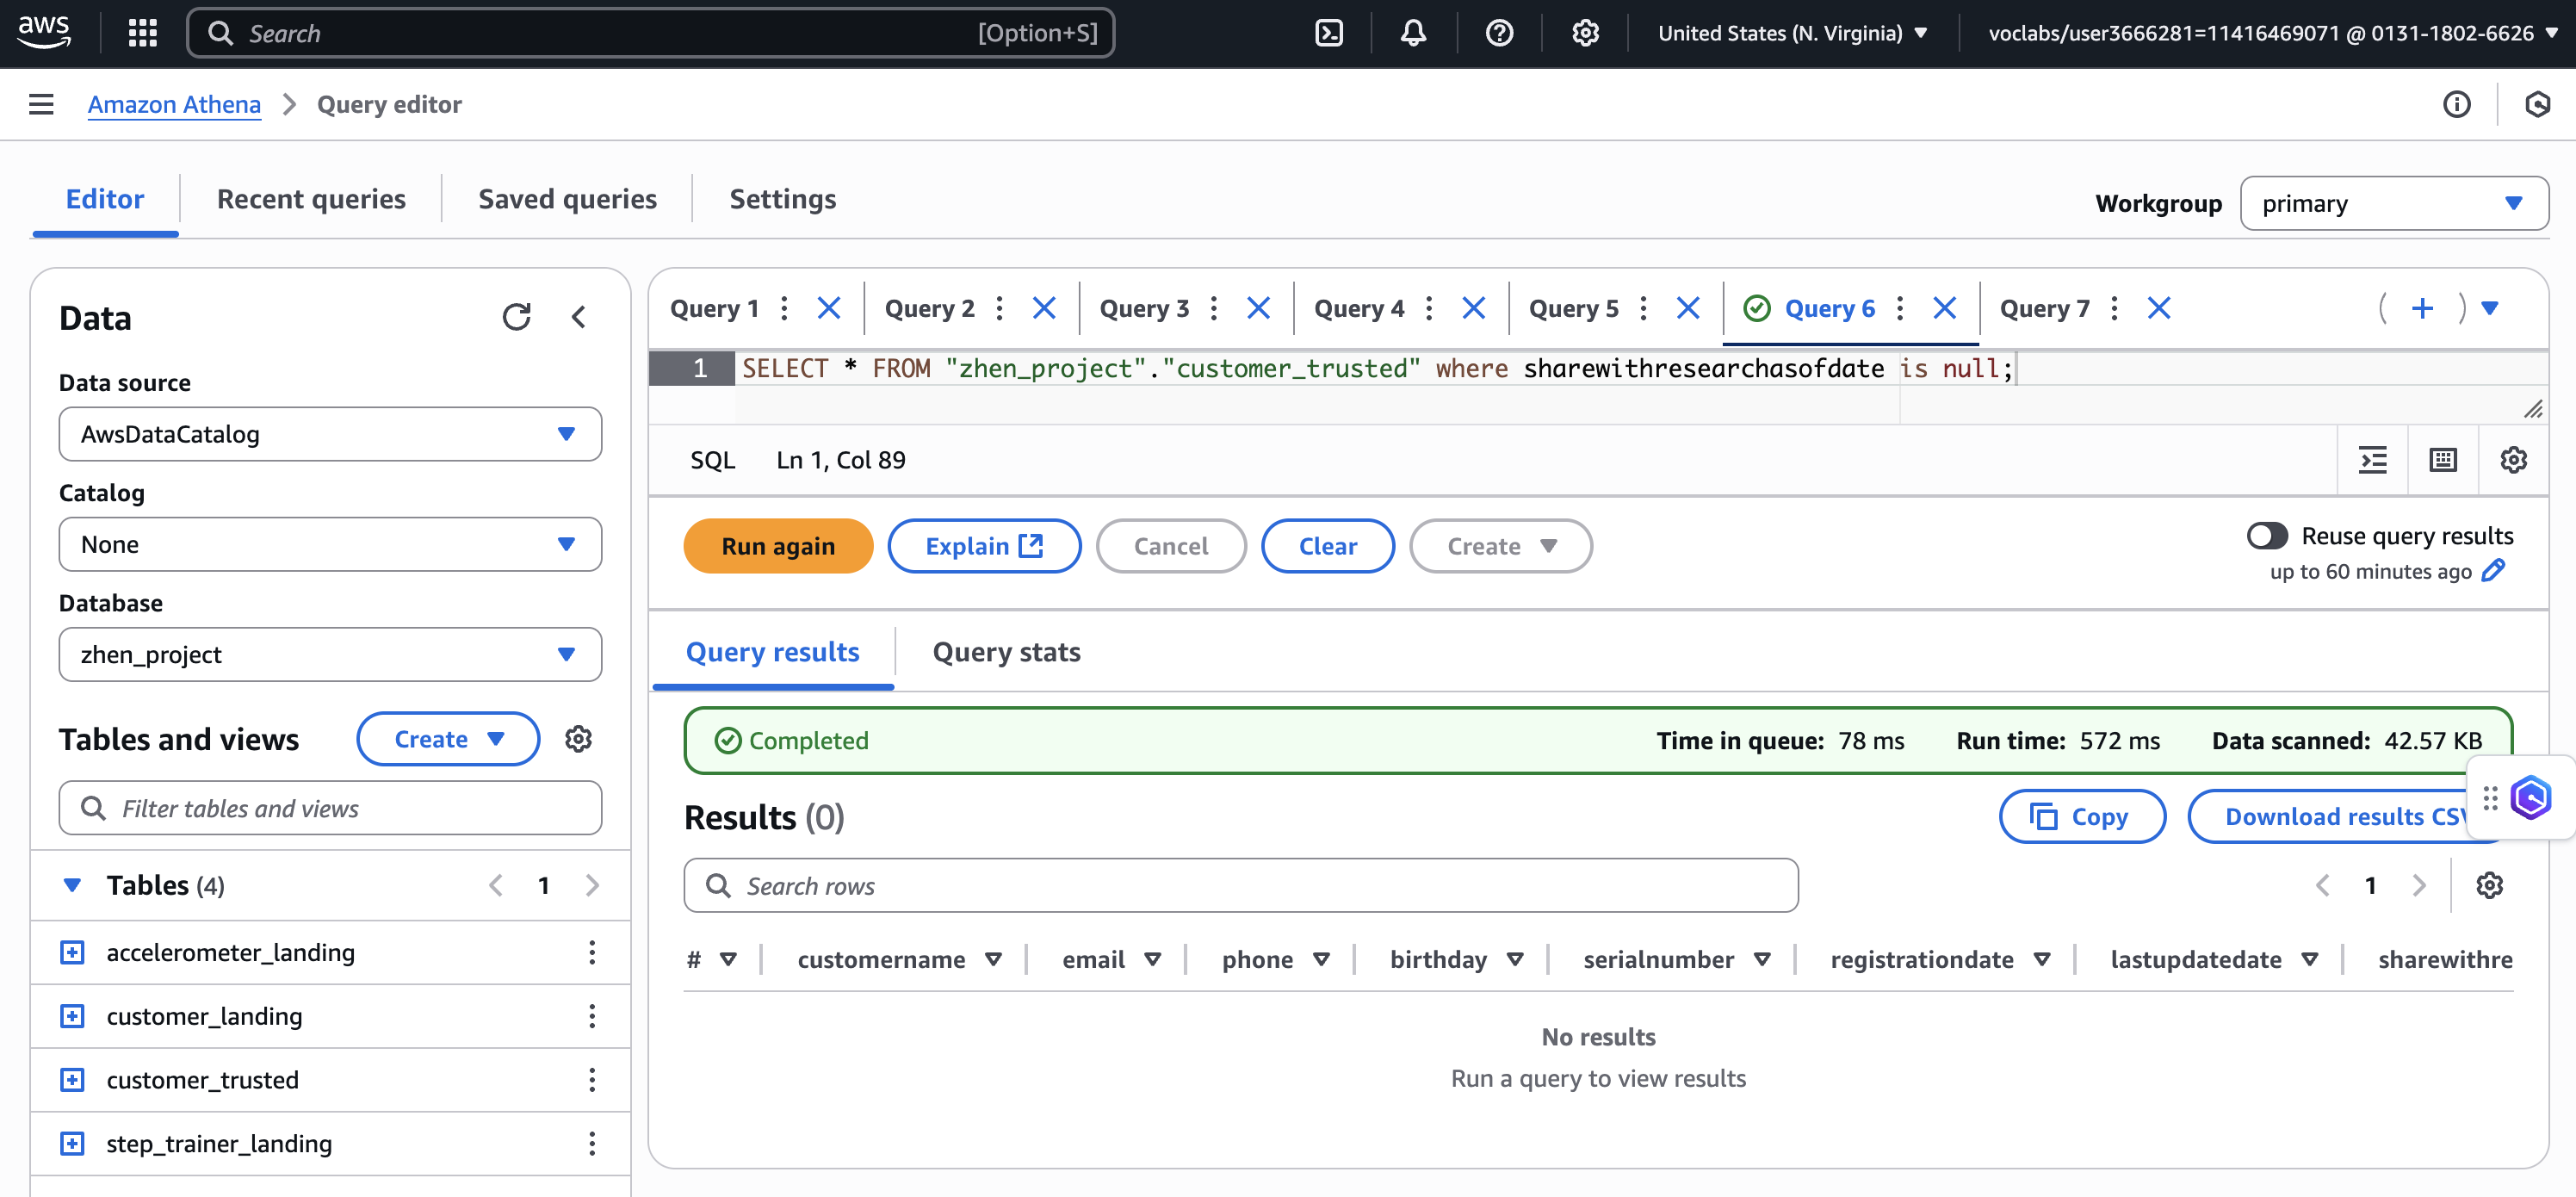 aws
Search [Option+S]
United States (N. Virginia)
voclabs/user3666281=11416469071 @ 0131-1802-6626
Amazon Athena
Query editor
Editor
Recent queries
Saved queries
Settings
Workgroup
primary
Data
Data source
AwsDataCatalog
Catalog
None
Database
zhen_project
Tables and views
Create
Filter tables and views
Tables (4)
1
accelerometer_landing
customer_landing
customer_trusted
step_trainer_landing
Query 1
Query 2
Query 3
Query 4
Query 5
Query 6
Query 7
1 SELECT * FROM "zhen_project"."customer_trusted" where sharewithresearchasofdate is null;
SQL Ln 1, Col 89
Run again
Explain
Cancel
Clear
Create
Reuse query results
up to 60 minutes ago
Query results
Query stats
Completed
Time in queue: 78 ms
Run time: 572 ms
Data scanned: 42.57 KB
Results (0)
Copy
Download results CSV
Search rows
1
# customername email phone birthday serialnumber registrationdate lastupdatedate sharewithre
No results
Run a query to view results